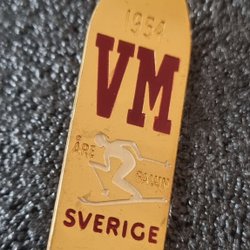 1954
VM
ÅRE FALUN
SVERIGE